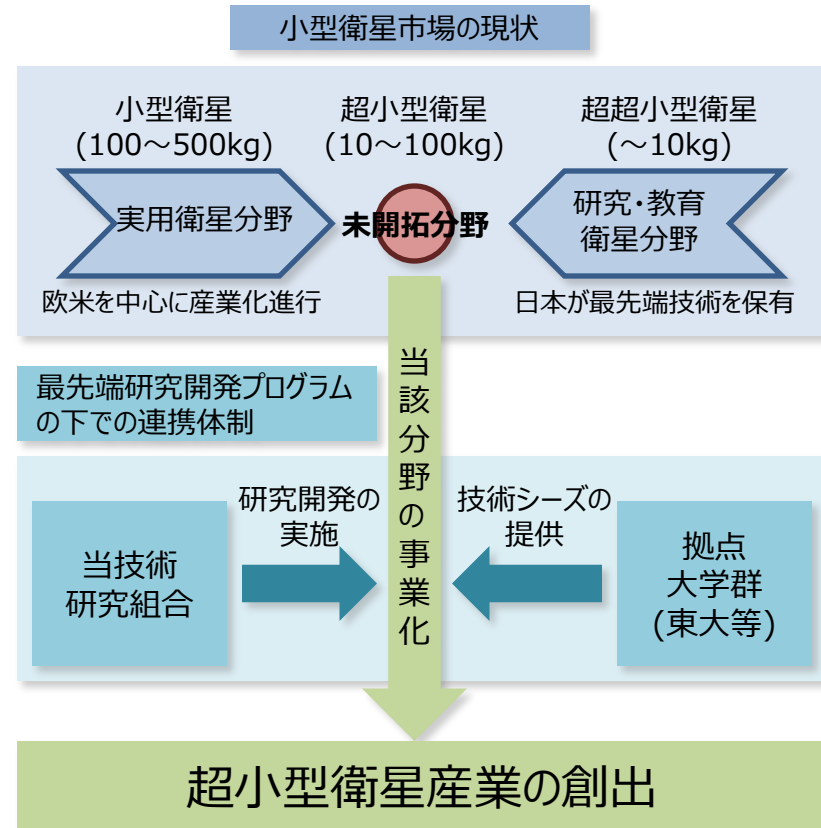 小型衛星市場の現状
小型衛星
(100～500kg)
超小型衛星
(10～100kg)
超超小型衛星
(～10kg)
実用衛星分野
未開拓分野
研究・教育
衛星分野
欧米を中心に産業化進行
日本が最先端技術を保有
当該分野の事業化
最先端研究開発プログラム
の下での連携体制
当技術
研究組合
研究開発の
実施
技術シーズの
提供
拠点
大学群
(東大等)
超小型衛星産業の創出